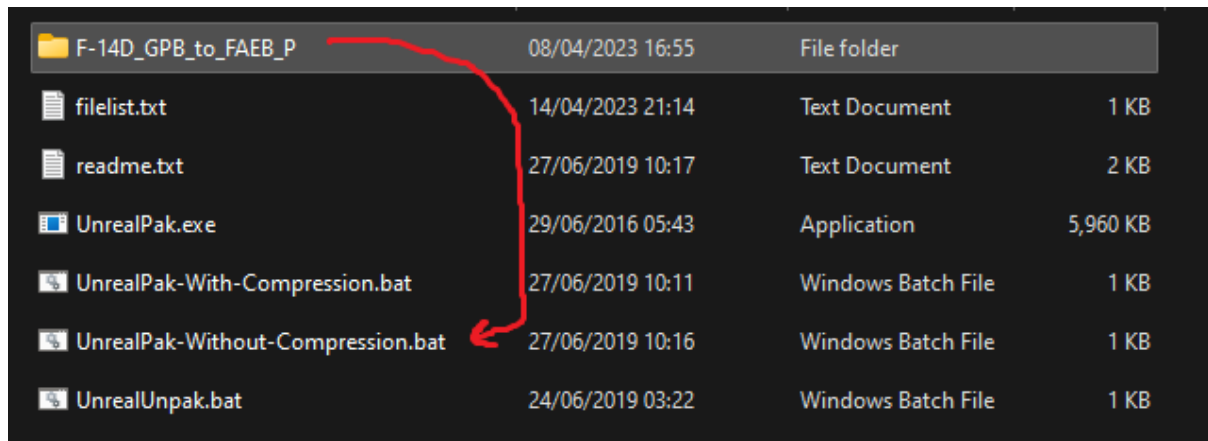 F-14D_GPB_to_FAEB_P 08/04/2023 16:55 File folder
filelist.txt 14/04/2023 21:14 Text Document 1 KB
readme.txt 27/06/2019 10:17 Text Document 2 KB
UnrealPak.exe 29/06/2016 05:43 Application 5,960 KB
UnrealPak-With-Compression.bat 27/06/2019 10:11 Windows Batch File 1 KB
UnrealPak-Without-Compression.bat 27/06/2019 10:16 Windows Batch File 1 KB
UnrealUnpak.bat 24/06/2019 03:22 Windows Batch File 1 KB